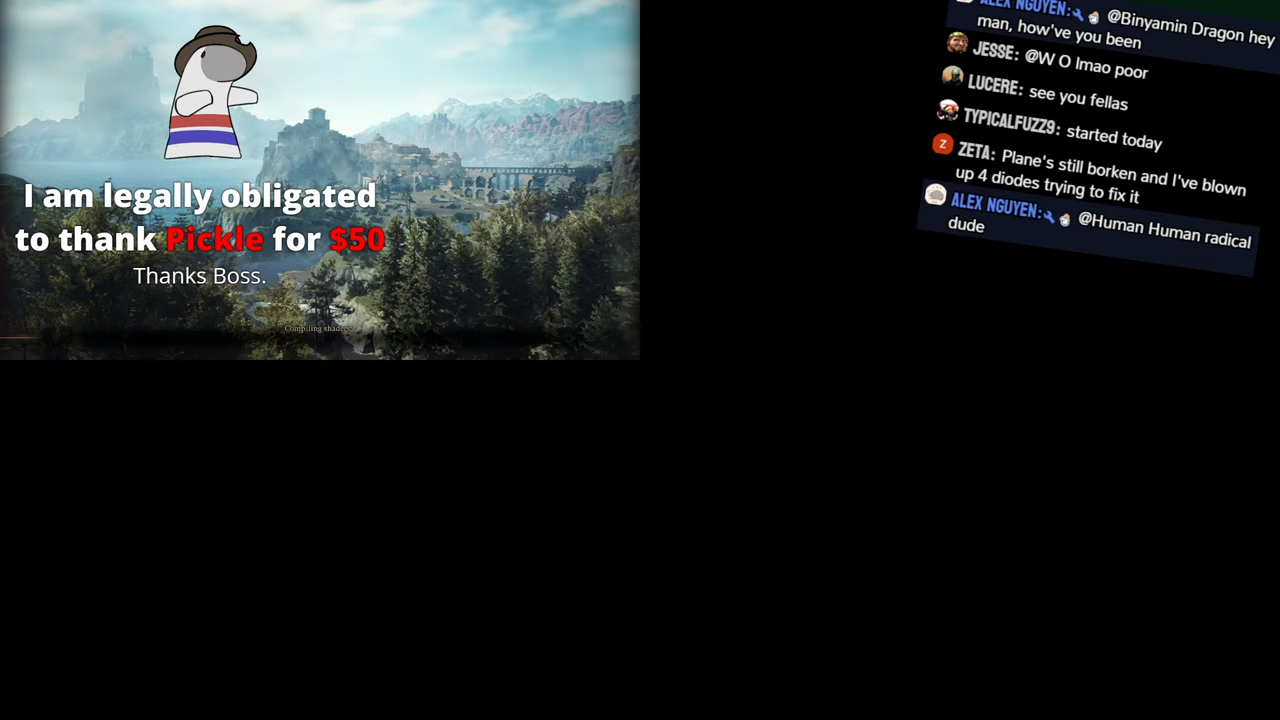 I am legally obligated
to thank Pickle for $50
Thanks Boss.
Compiling shaders
ALEX NGUYEN: @Binyamin Dragon hey
man, how've you been
JESSE: @W O lmao poor
LUCERE: see you fellas
TYPICALFUZZ9: started today
Z ZETA: Plane's still borken and I've blown
up 4 diodes trying to fix it
ALEX NGUYEN: @Human Human radical
dude